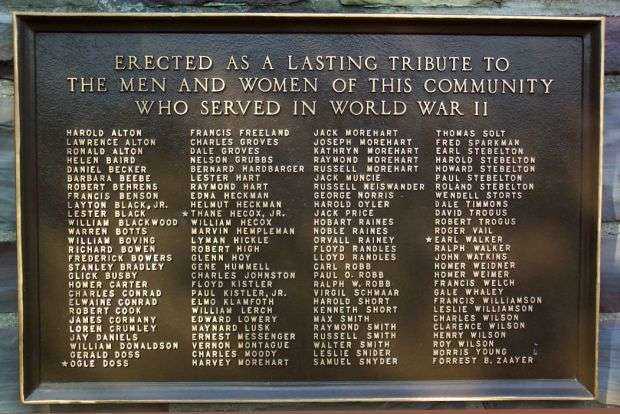 ERECTED AS A LASTING TRIBUTE TO
THE MEN AND WOMEN OF THIS COMMUNITY
WHO SERVED IN WORLD WAR II
HAROLD ALTON
LAWRENCE ALTON
RONALD ALTON
HELEN BAIRD
DANIEL BECKER
BARBARA BEEBE
ROBERT BEHRENS
FRANCIS BENSON
LAYTON BLACK, JR.
LESTER BLACK
WILLIAM BLACKWOOD
WARREN BOTTS
WILLIAM BOVING
RICHARD BOWEN
FREDERICK BOWERS
STANLEY BRADLEY
GLICK BUSBY
HOMER CARTER
CHARLES CONRAD
ELWAINE CONRAD
ROBERT COOK
JAMES CORMANY
LOREN CRUMLEY
JAY DANIELS
WILLIAM DONALDSON
GERALD DOSS
★OGLE DOSS
FRANCIS FREELAND
CHARLES GROVES
DALE GROVES
NELSON GRUBBS
BERNARD HARDBARGER
LESTER HART
RAYMOND HART
EDNA HECKMAN
HELMUT HECKMAN
★THANE HECOX, JR.
WILLIAM HECOX
MARVIN HEMPLEMAN
LYMAN HICKLE
ROBERT HIGH
GLENN HOY
GENE HUMMELL
CHARLES JOHNSTON
FLOYD KISTLER
PAUL KISTLER, JR.
ELMO KLAMFOTH
WILLIAM LERCH
EDWARD LOWERY
MAYNARD LUSK
ERNEST MESSENGER
VERNON MONTAGUE
CHARLES MOODY
HARVEY MOREHART
JACK MOREHART
JOSEPH MOREHART
KATHRYN MOREHART
RAYMOND MOREHART
RUSSELL MOREHART
JACK MUNCIE
RUSSELL NEISWANDER
GEORGE NORRIS
HAROLD OYLER
JACK PRICE
HOBART RAINES
NOBLE RAINES
ORVALL RAINEY
FLOYD RANDLES
LLOYD RANDLES
CARL ROBB
PAUL O. ROBB
RALPH W. ROBB
VIRGIL SCHMAAR
HAROLD SHORT
KENNETH SHORT
MAX SMITH
RAYMOND SMITH
RUSSELL SMITH
WALTER SMITH
LESLIE SNIDER
SAMUEL SNYDER
THOMAS SOLT
FRED SPARKMAN
EARL STEBELTON
HAROLD STEBELTON
HOWARD STEBELTON
PAUL STEBELTON
ROLAND STEBELTON
WENDELL STORTS
DALE TIMMONS
DAVID TROGUS
ROBERT TROGUS
ROGER VAIL
★EARL WALKER
RALPH WALKER
JOHN WATKINS
HOMER WEIDNER
HOMER WEIMER
FRANCIS WELCH
GALE WHALEY
FRANCIS WILLIAMSON
LESLIE WILLIAMSON
CHARLES WILSON
CLARENCE WILSON
HENRY WILSON
ROY WILSON
MORRIS YOUNG
FORREST B. ZAAYER